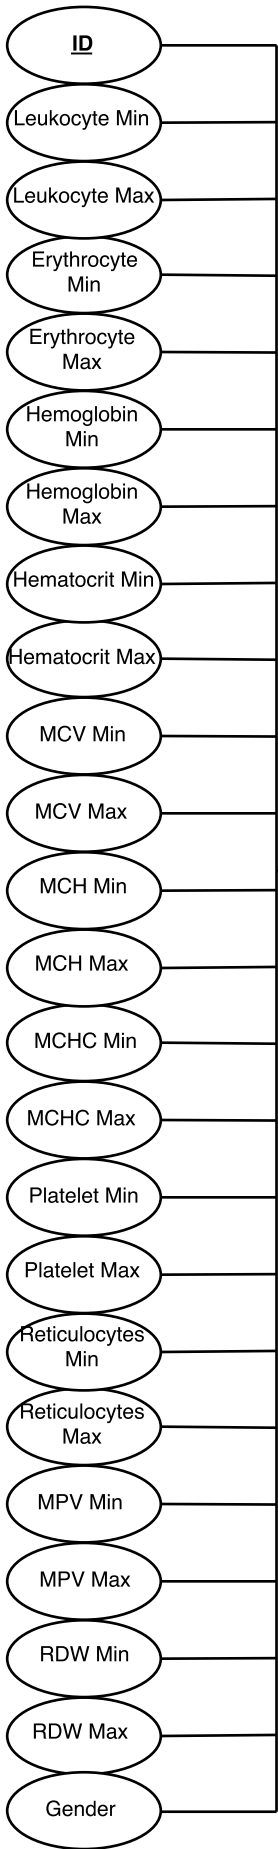 ID
Leukocyte Min
Leukocyte Max
Erythrocyte
Min
Erythrocyte
Max
Hemoglobin
Min
Hemoglobin
Max
Hematocrit Min
Hematocrit Max
MCV Min
MCV Max
MCH Min
MCH Max
MCHC Min
MCHC Max
Platelet Min
Platelet Max
Reticulocytes
Min
Reticulocytes
Max
MPV Min
MPV Max
RDW Min
RDW Max
Gender